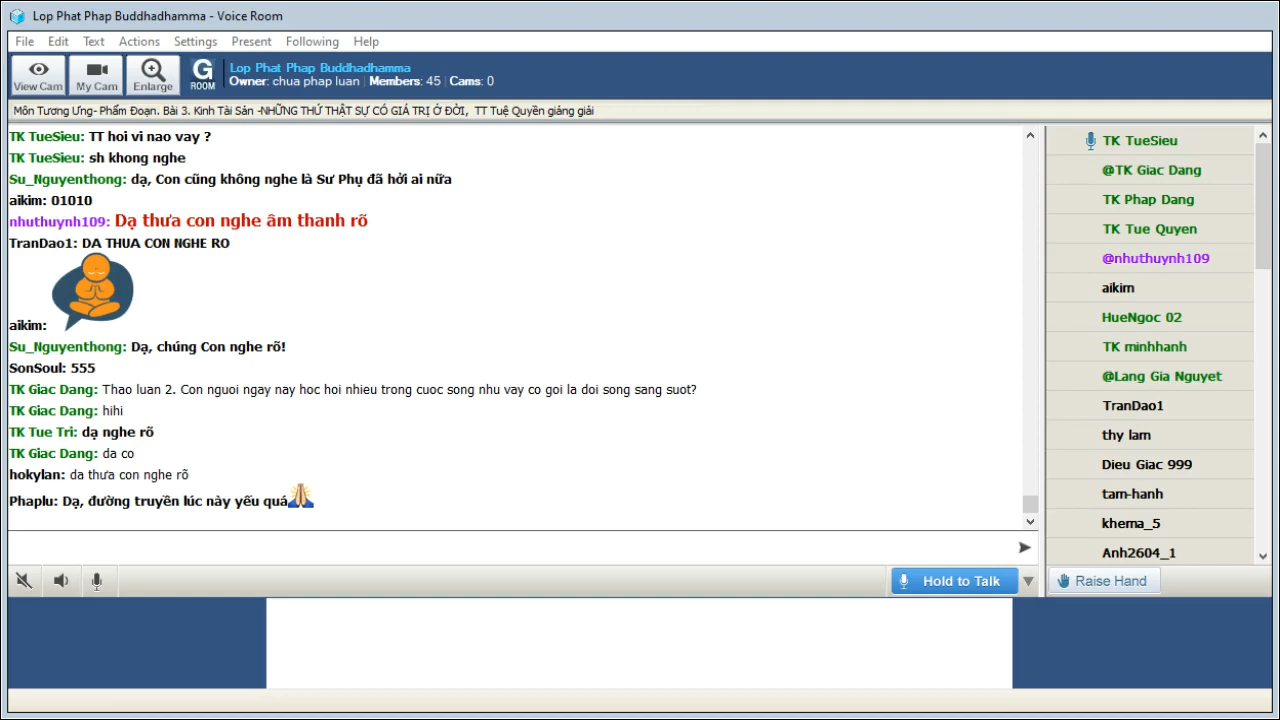 Lop Phat Phap Buddhadhamma - Voice Room
File Edit Text Actions Settings Present Following Help
View Cam My Cam Enlarge G ROOM
Lop Phat Phap Buddhadhamma
Owner: chua phap luan Members: 45 Cams: 0
Môn Tương Ưng- Phẩm Đoạn. Bài 3. Kinh Tài Sản -NHỮNG THỨ THẬT SỰ CÓ GIÁ TRỊ Ở ĐỜI, TT Tuệ Quyền giảng giải
TK TueSieu: TT hoi vi nao vay ?
TK TueSieu: sh khong nghe
Su_Nguyenthong: dạ, Con cũng không nghe là Sư Phụ đã hởi ai nữa
aikim: 01010
nhuthuynh109: Dạ thưa con nghe âm thanh rõ
TranDao1: DA THUA CON NGHE RO
aikim:
Su_Nguyenthong: Dạ, chúng Con nghe rõ!
SonSoul: 555
TK Giac Dang: Thao luan 2. Con nguoi ngay nay hoc hoi nhieu trong cuoc song nhu vay co goi la doi song sang suot?
TK Giac Dang: hihi
TK Tue Tri: dạ nghe rõ
TK Giac Dang: da co
hokylan: da thưa con nghe rõ
Phaplu: Dạ, đường truyền lúc này yếu quá
TK TueSieu
@TK Giac Dang
TK Phap Dang
TK Tue Quyen
@nhuthuynh109
aikim
HueNgoc 02
TK minhhanh
@Lang Gia Nguyet
TranDao1
thy lam
Dieu Giac 999
tam-hanh
khema_5
Anh2604_1
Hold to Talk
Raise Hand